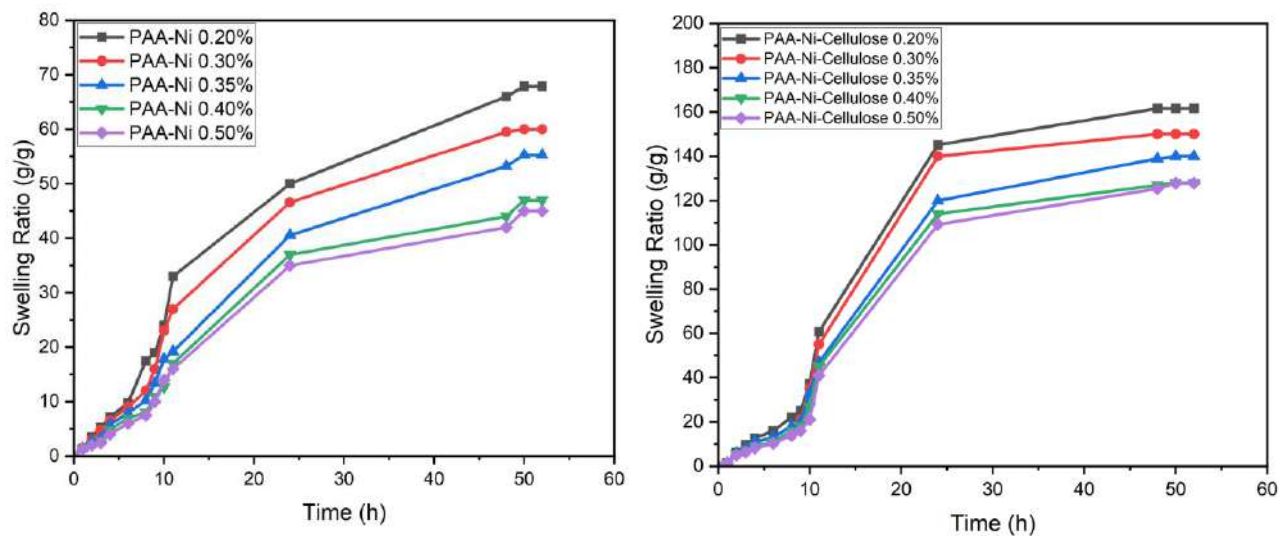 80
70
60
50
40
30
20
10
0
Swelling Ratio (g/g)
PAA-Ni 0.20%
PAA-Ni 0.30%
PAA-Ni 0.35%
PAA-Ni 0.40%
PAA-Ni 0.50%
0 10 20 30 40 50 60
Time (h)
200
180
160
140
120
100
80
60
40
20
0
Swelling Ratio (g/g)
PAA-Ni-Cellulose 0.20%
PAA-Ni-Cellulose 0.30%
PAA-Ni-Cellulose 0.35%
PAA-Ni-Cellulose 0.40%
PAA-Ni-Cellulose 0.50%
0 10 20 30 40 50 60
Time (h)